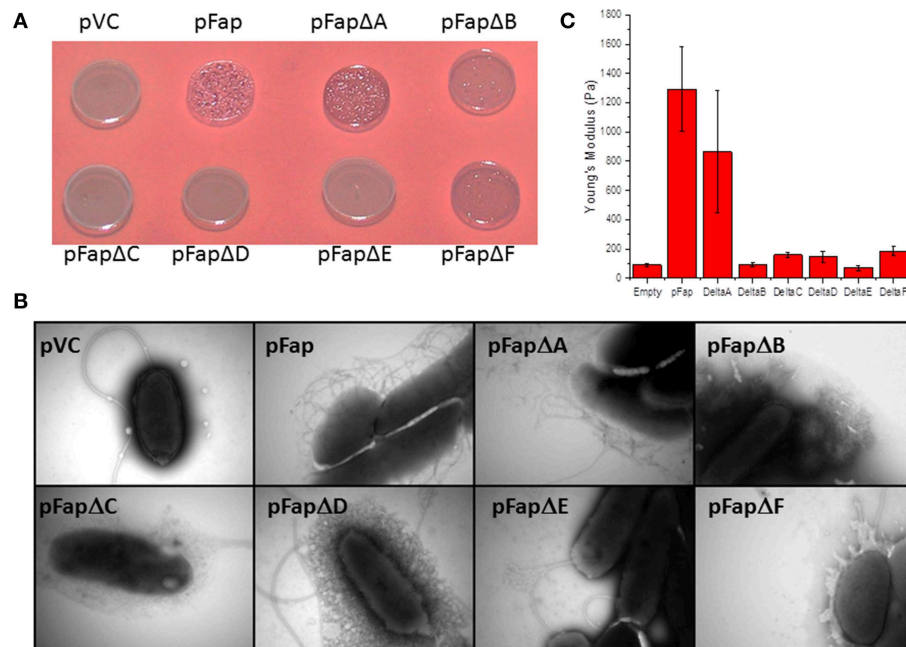 A
pVC pFap pFapΔA pFapΔB
pFapΔC pFapΔD pFapΔE pFapΔF
C
Young's Modulus (Pa)
1800
1600
1400
1200
1000
800
600
400
200
0
Empty pFap DeltaA DeltaB DeltaC DeltaD DeltaE DeltaF
B
pVC pFap pFapΔA pFapΔB
pFapΔC pFapΔD pFapΔE pFapΔF